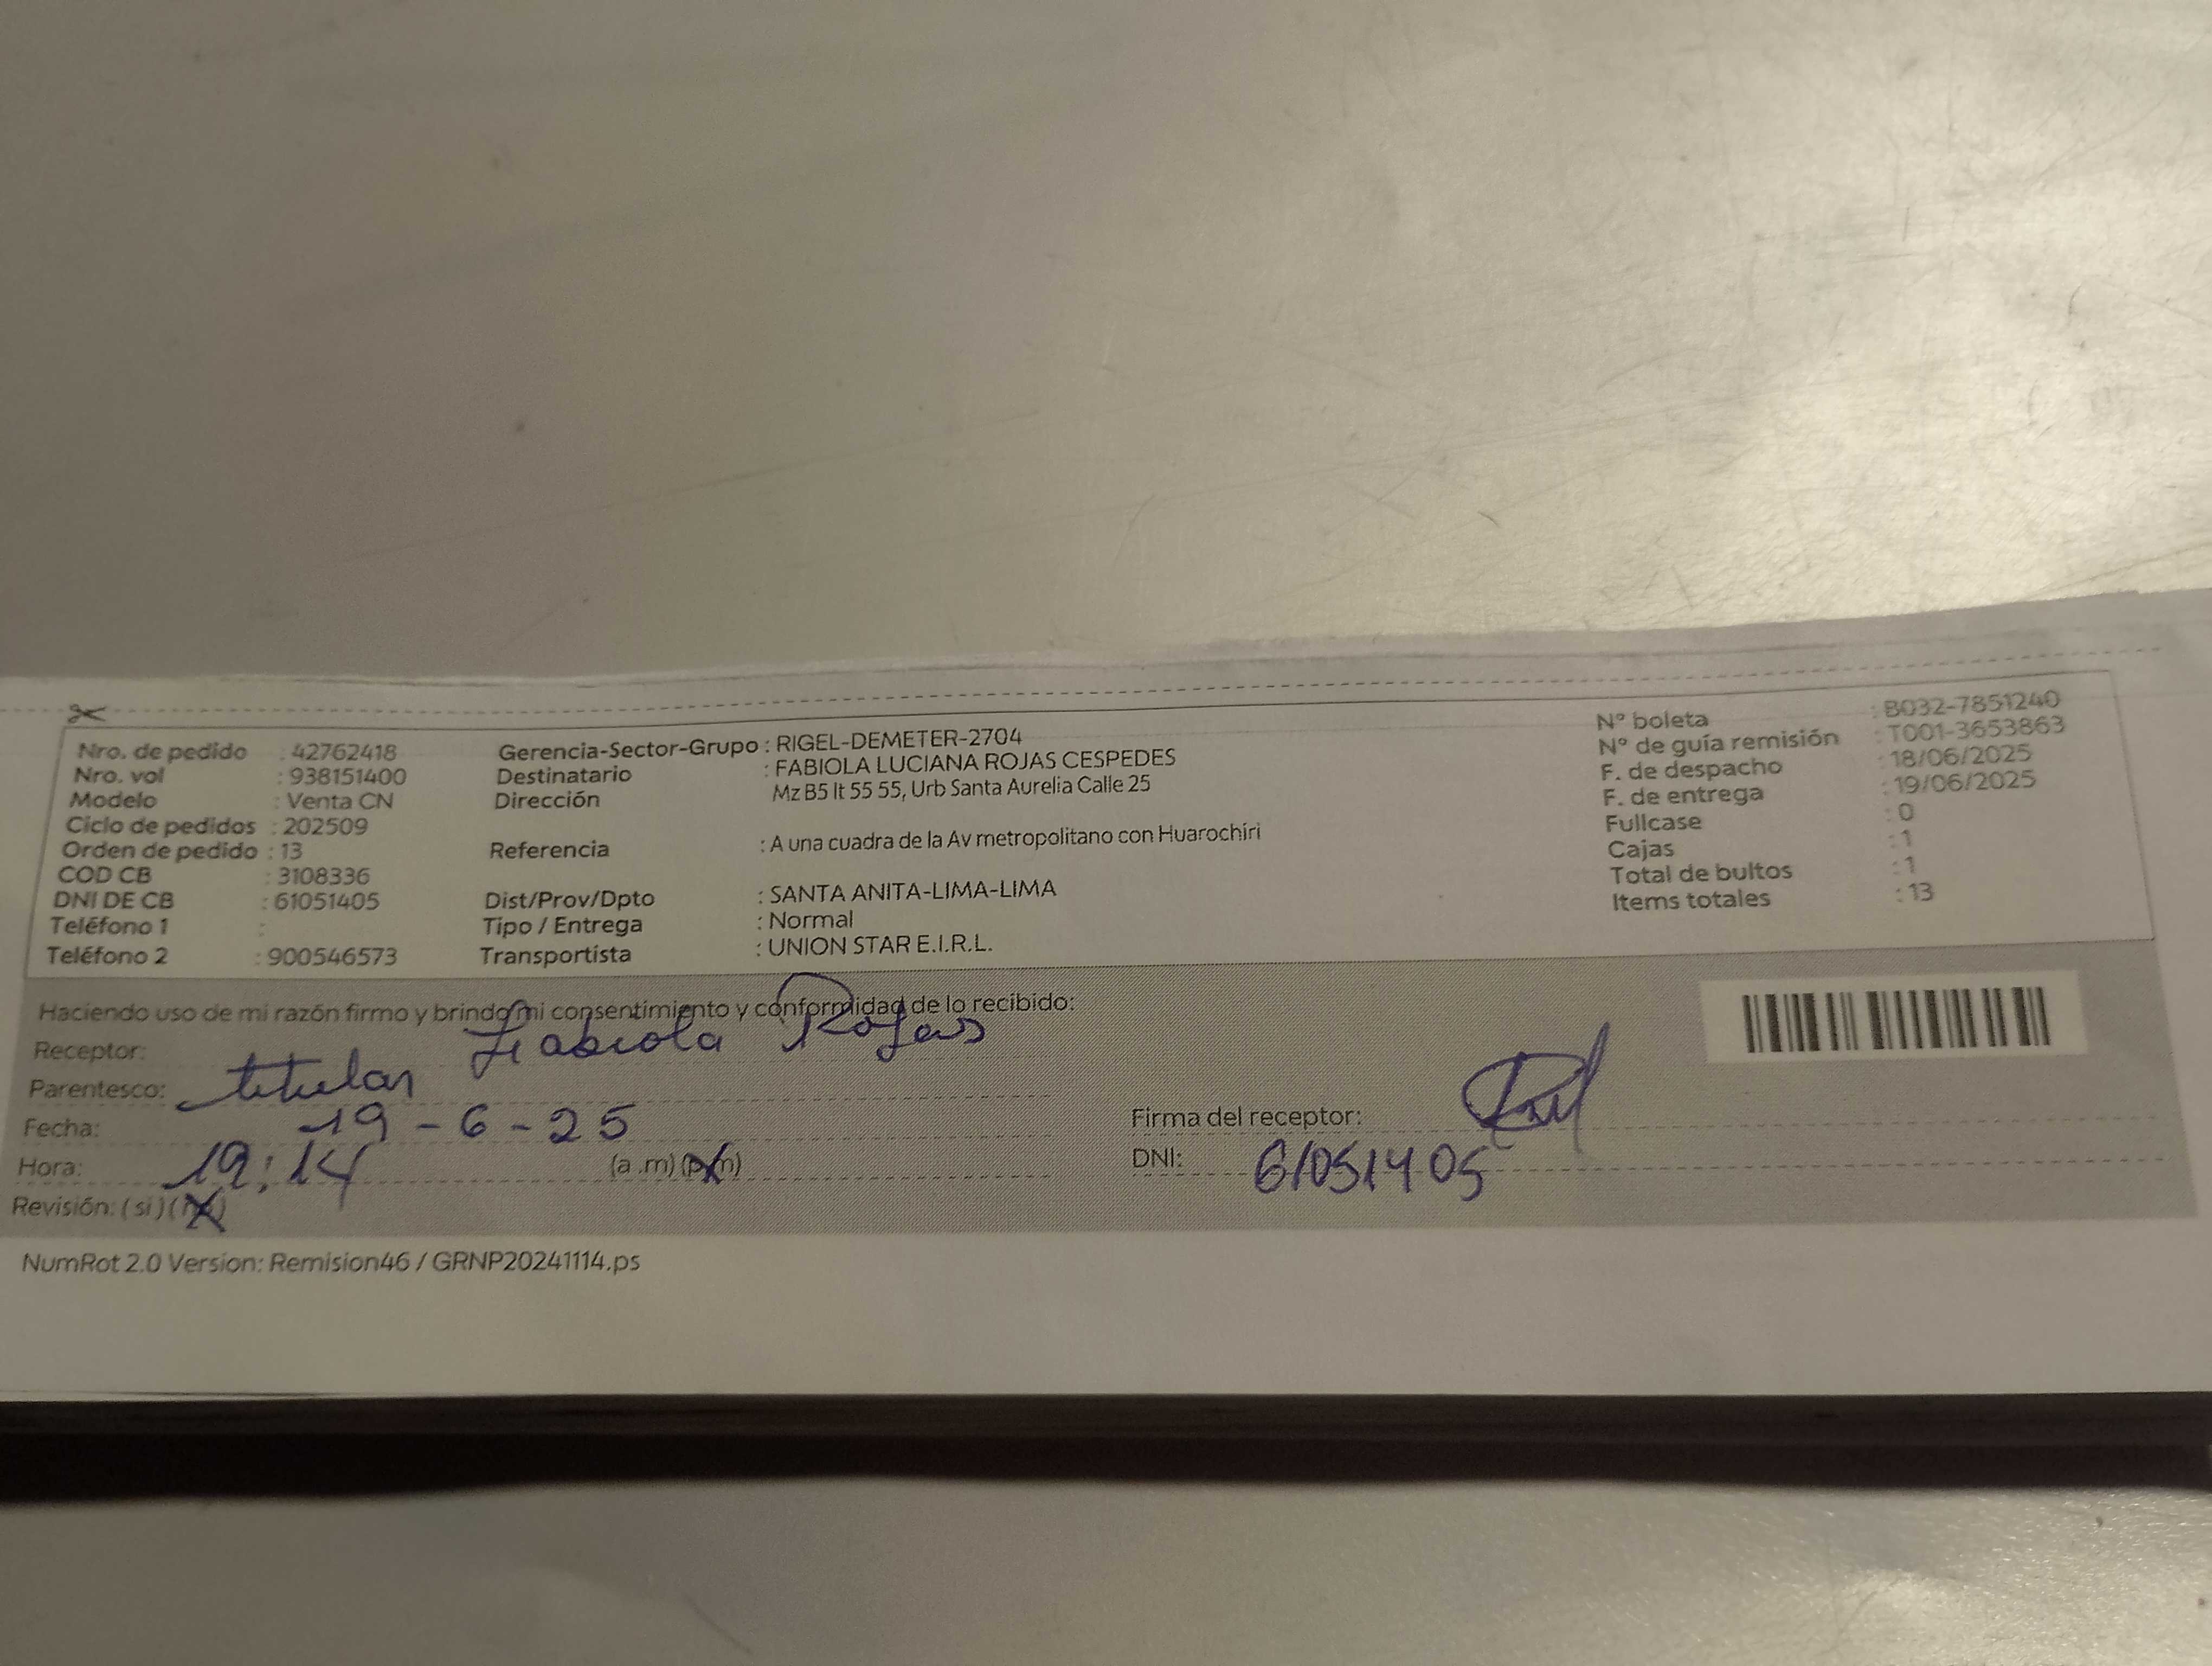 Nro. de pedido : 42762418
Nro. vol : 938151400
Modelo : Venta CN
Ciclo de pedidos : 202509
Orden de pedido : 13
COD CB : 3108336
DNI DE CB : 61051405
Teléfono 1 :
Teléfono 2 : 900546573
Gerencia-Sector-Grupo : RIGEL-DEMETER-2704
Destinatario : FABIOLA LUCIANA ROJAS CESPEDES
Dirección Mz B5 lt 55 55, Urb Santa Aurelia Calle 25
Referencia : A una cuadra de la Av metropolitano con Huarochiri
Dist/Prov/Dpto : SANTA ANITA-LIMA-LIMA
Tipo / Entrega : Normal
Transportista : UNION STAR E.I.R.L.
N° boleta : B032-7851240
N° de guía remisión : T001-3653863
F. de despacho : 18/06/2025
F. de entrega : 19/06/2025
Fullcase : 0
Cajas : 1
Total de bultos : 1
Items totales : 13
Haciendo uso de mi razón firmo y brindo mi consentimiento y conformidad de lo recibido:
Receptor: Fabiola Rojas
Parentesco: titular
Fecha: 19-6-25
Hora: 19:14 (a .m) (p.m)
Revisión: ( si ) (no)
Firma del receptor:
DNI: 61051405
NumRot 2.0 Version: Remision46 / GRNP20241114.ps